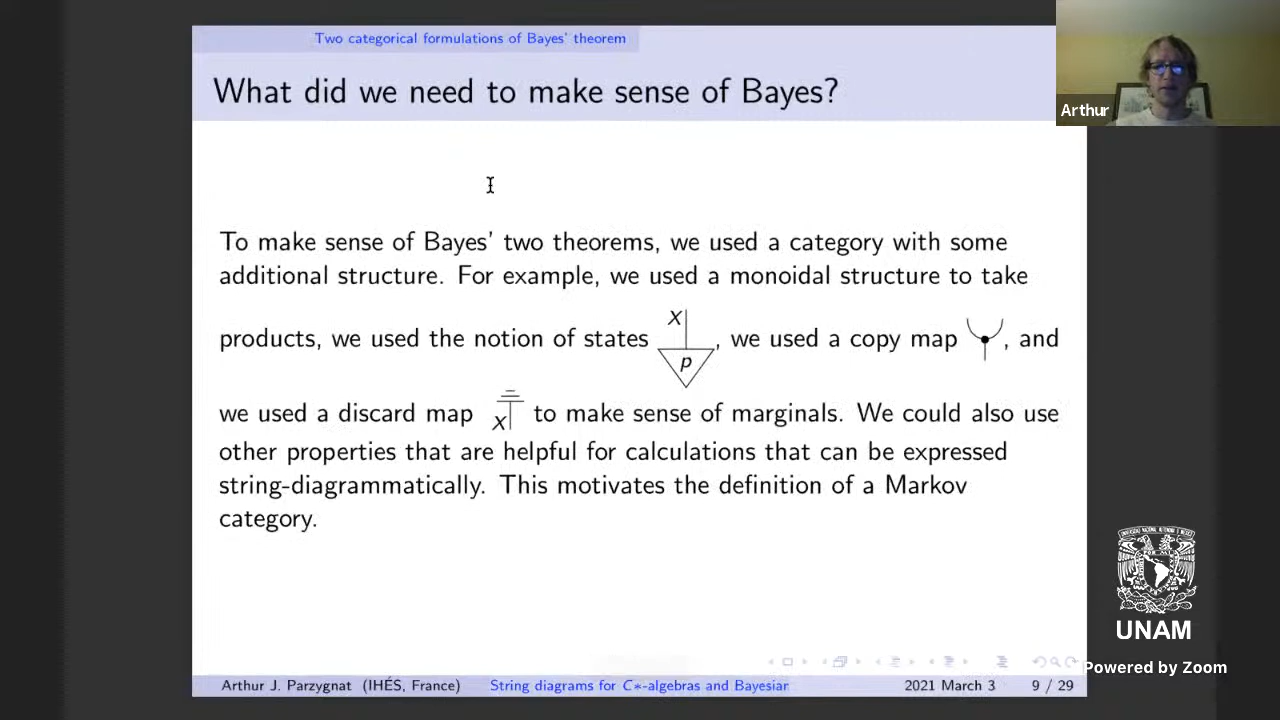 Two categorical formulations of Bayes' theorem
What did we need to make sense of Bayes?
Arthur
To make sense of Bayes' two theorems, we used a category with some
additional structure. For example, we used a monoidal structure to take
X
products, we used the notion of states p, we used a copy map , and
we used a discard map X to make sense of marginals. We could also use
other properties that are helpful for calculations that can be expressed
string-diagrammatically. This motivates the definition of a Markov
category.
UNAM
Powered by Zoom
Arthur J. Parzygnat (IHÉS, France) String diagrams for C*-algebras and Bayesian 2021 March 3 9 / 29